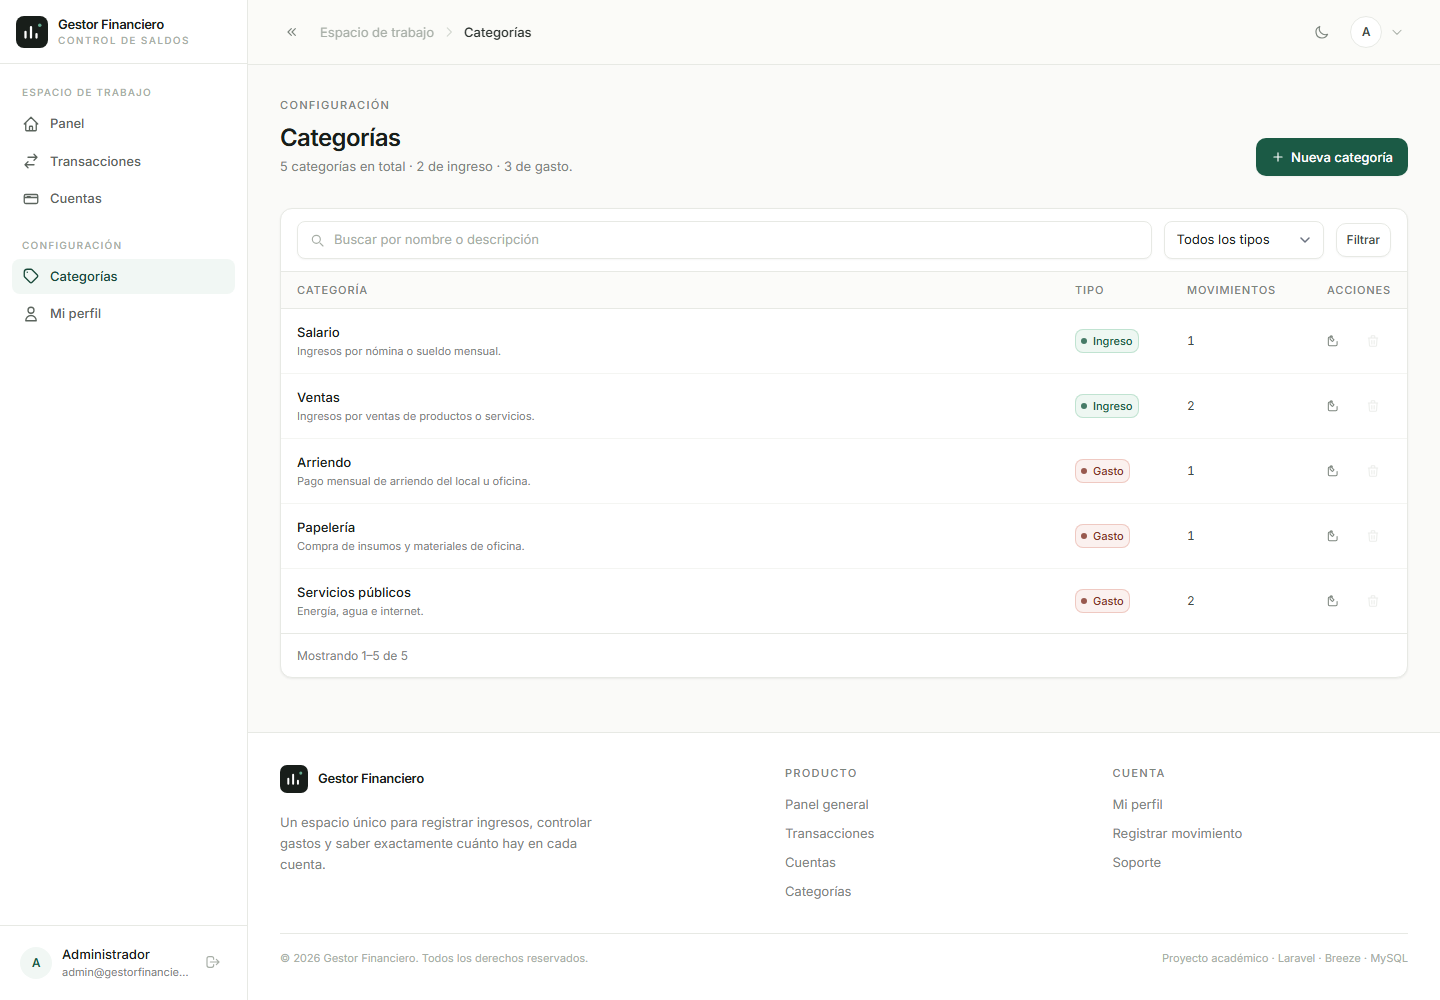 Gestor Financiero
CONTROL DE SALDOS
ESPACIO DE TRABAJO
Panel
Transacciones
Cuentas
CONFIGURACIÓN
Categorías
Mi perfil
A
Administrador
admin@gestorfinancie...
Espacio de trabajo
Categorías
A
CONFIGURACIÓN
Categorías
5 categorías en total · 2 de ingreso · 3 de gasto.
Nueva categoría
Buscar por nombre o descripción
Todos los tipos
Filtrar
CATEGORÍA TIPO MOVIMIENTOS ACCIONES
Salario
Ingresos por nómina o sueldo mensual.
Ingreso
1
Ventas
Ingresos por ventas de productos o servicios.
Ingreso
2
Arriendo
Pago mensual de arriendo del local u oficina.
Gasto
1
Papelería
Compra de insumos y materiales de oficina.
Gasto
1
Servicios públicos
Energía, agua e internet.
Gasto
2
Mostrando 1–5 de 5
Gestor Financiero
Un espacio único para registrar ingresos, controlar
gastos y saber exactamente cuánto hay en cada
cuenta.
PRODUCTO
Panel general
Transacciones
Cuentas
Categorías
CUENTA
Mi perfil
Registrar movimiento
Soporte
© 2026 Gestor Financiero. Todos los derechos reservados.
Proyecto académico · Laravel · Breeze · MySQL